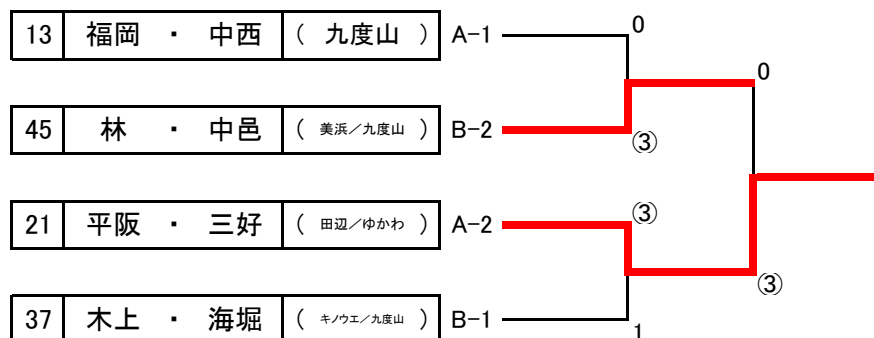 13 福岡 ・ 中西 ( 九度山 ) A-1
0
0
45 林 ・ 中邑 ( 美浜／九度山 ) B-2
③
21 平阪 ・ 三好 ( 田辺／ゆかわ ) A-2
③
③
37 木上 ・ 海堀 ( キノウエ／九度山 ) B-1
1